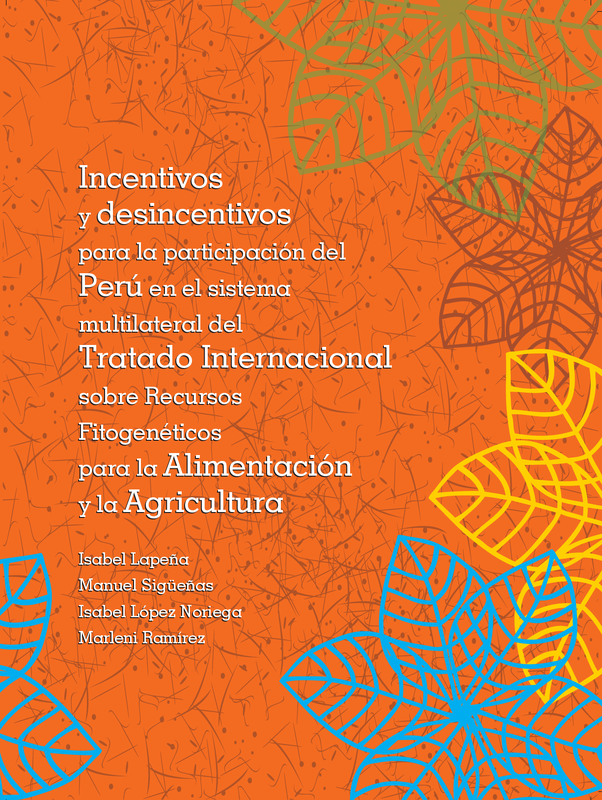 Incentivos
y desincentivos
para la participación del
Perú en el sistema
multilateral del
Tratado Internacional
sobre Recursos
Fitogenéticos
para la Alimentación
y la Agricultura
Isabel Lapeña
Manuel Sigüeñas
Isabel López Noriega
Marleni Ramírez